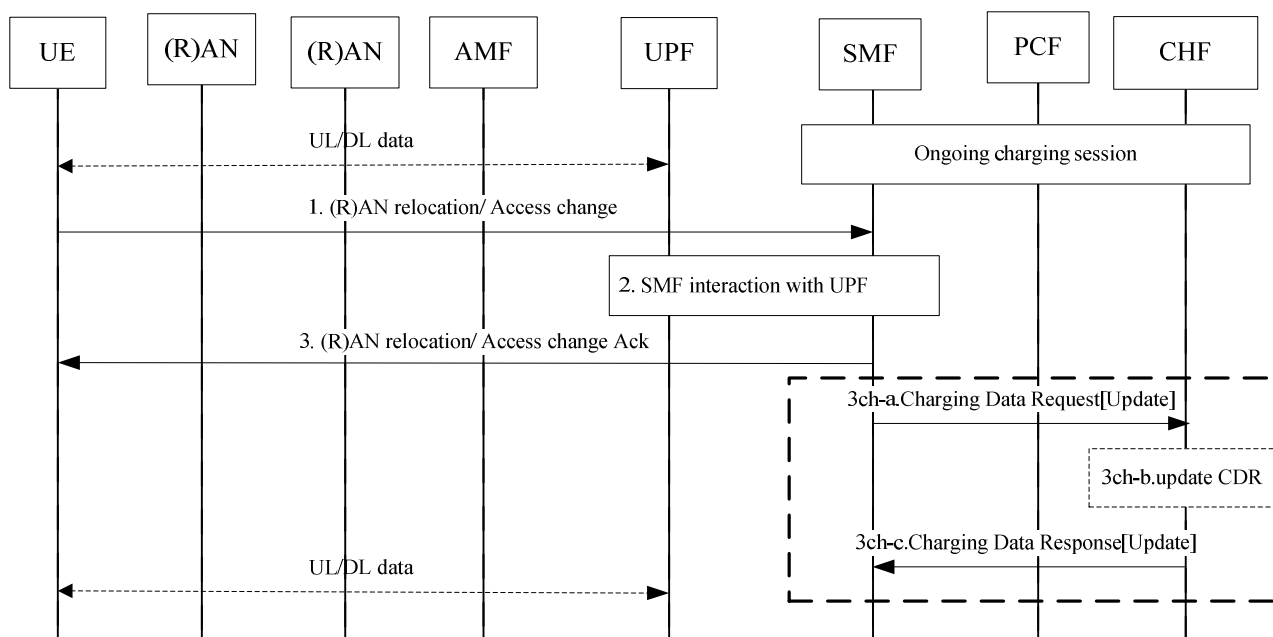 UE
(R)AN
(R)AN
AMF
UPF
SMF
PCF
CHF
UL/DL data
Ongoing charging session
1. (R)AN relocation/ Access change
2. SMF interaction with UPF
3. (R)AN relocation/ Access change Ack
3ch-a.Charging Data Request[Update]
3ch-b.update CDR
3ch-c.Charging Data Response[Update]
UL/DL data